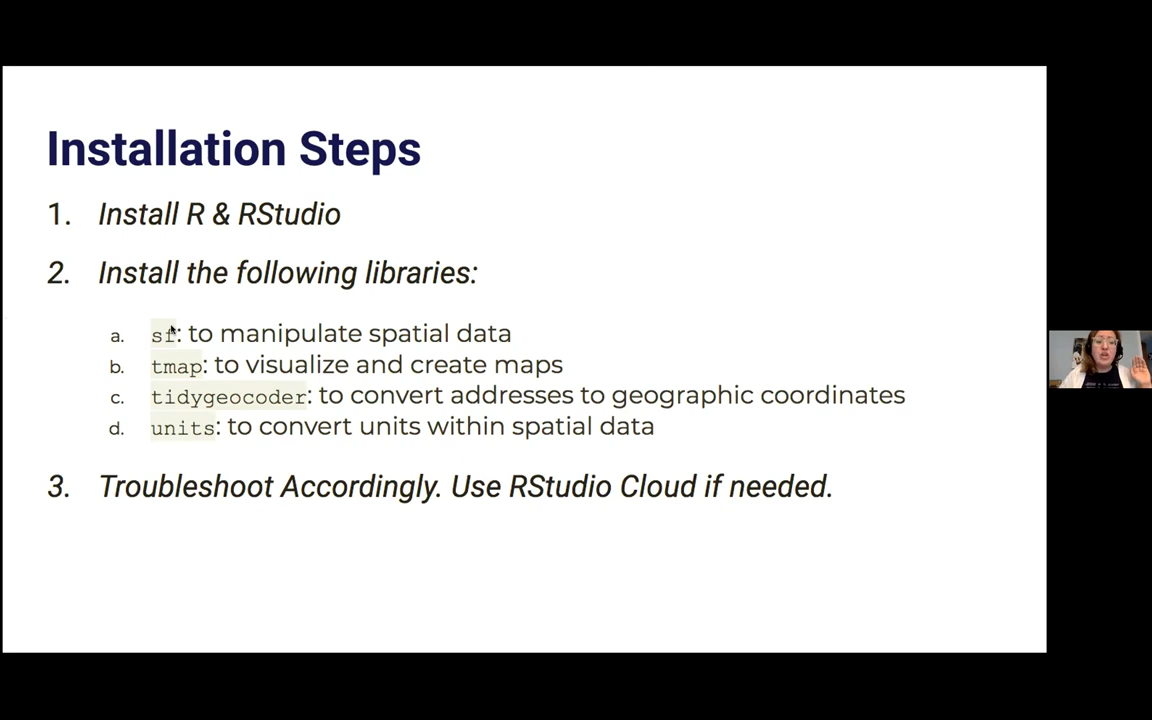 Installation Steps
1. Install R & RStudio
2. Install the following libraries:
a. sf: to manipulate spatial data
b. tmap: to visualize and create maps
c. tidygeocoder: to convert addresses to geographic coordinates
d. units: to convert units within spatial data
3. Troubleshoot Accordingly. Use RStudio Cloud if needed.